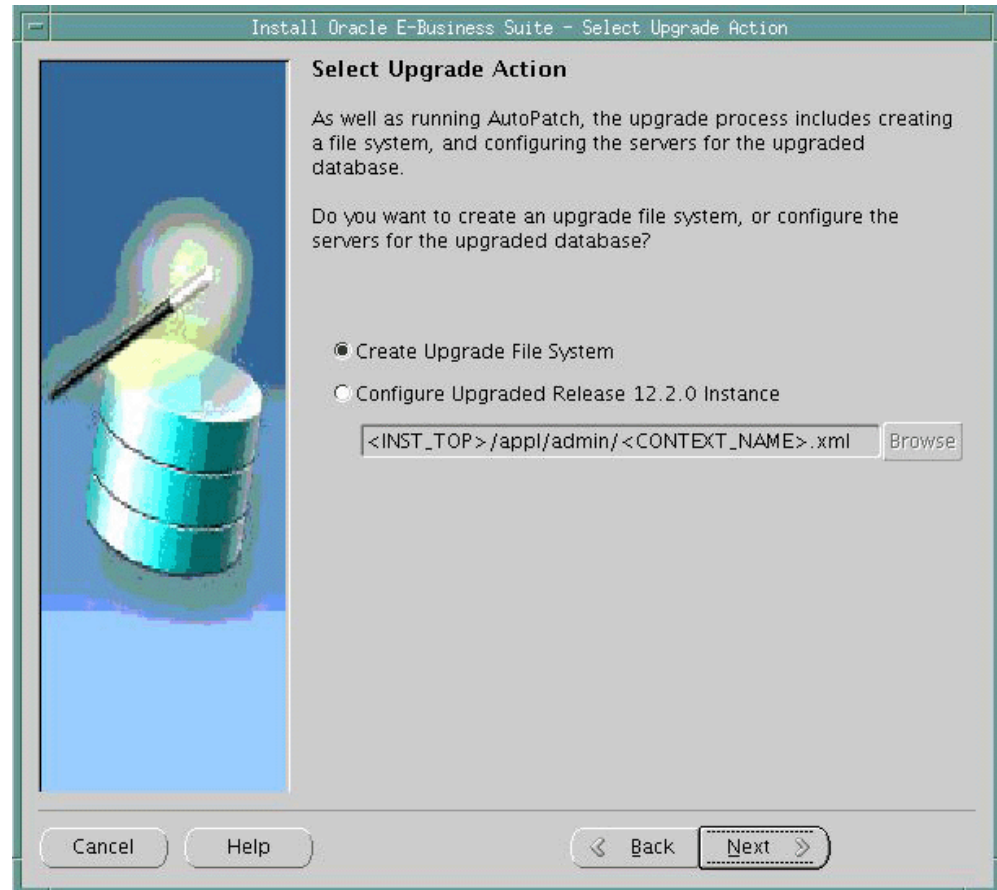 Install Oracle E-Business Suite - Select Upgrade Action
Select Upgrade Action
As well as running AutoPatch, the upgrade process includes creating
a file system, and configuring the servers for the upgraded
database.
Do you want to create an upgrade file system, or configure the
servers for the upgraded database?
Create Upgrade File System
Configure Upgraded Release 12.2.0 Instance
<INST_TOP>/appl/admin/<CONTEXT_NAME>.xml Browse
Cancel Help Back Next